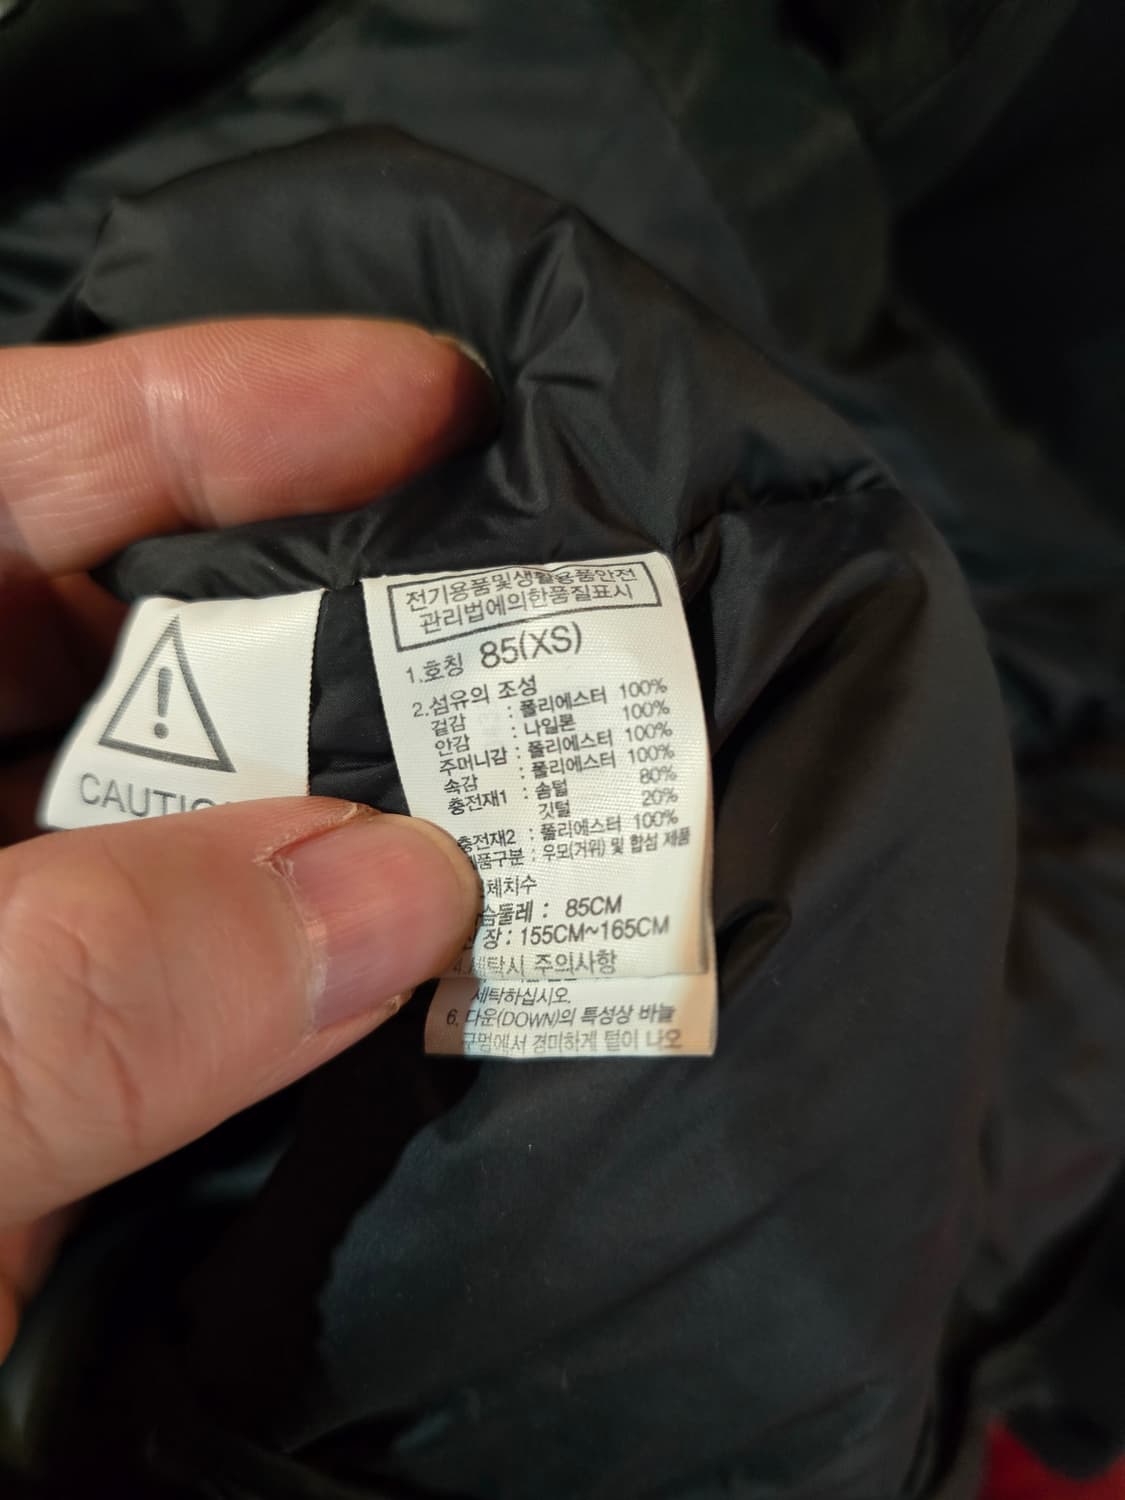 CAUTIO
전기용품및생활용품안전
관리법에의한품질표시
1.호칭 85(XS)
2.섬유의 조성
겉감 : 폴리에스터 100%
안감 : 나일론 100%
주머니감 : 폴리에스터 100%
속감 : 폴리에스터 100%
충전재1 : 솜털 80%
깃털 20%
충전재2 : 폴리에스터 100%
제품구분 : 우모(거위) 및 합섬 제품
체치수
슴둘레 : 85CM
장 : 155CM~165CM
4.세탁시 주의사항
세탁하십시오.
6. 다운(DOWN)의 특성상 바늘
구멍에서 경미하게 털이 나오